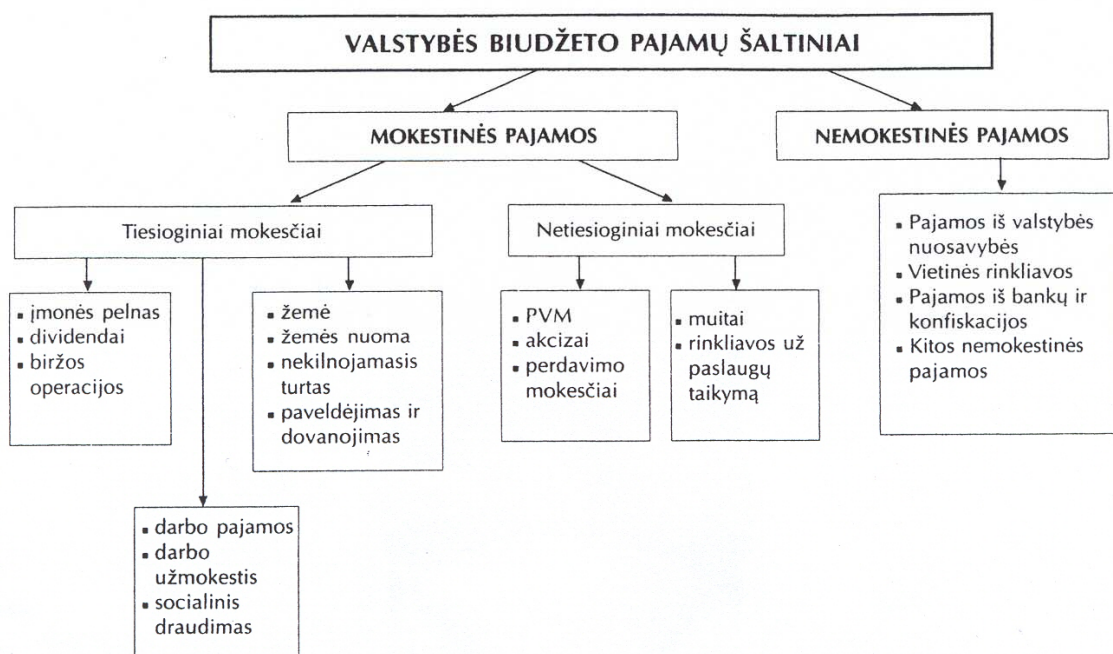 VALSTYBĖS BIUDŽETO PAJAMŲ ŠALTINIAI
MOKESTINĖS PAJAMOS
NEMOKESTINĖS PAJAMOS
Tiesioginiai mokesčiai
Netiesioginiai mokesčiai
▪ įmonės pelnas
▪ dividendai
▪ biržos
operacijos
▪ darbo pajamos
▪ darbo
užmokestis
▪ socialinis
draudimas
▪ žemė
▪ žemės nuoma
▪ nekilnojamasis
turtas
▪ paveldėjimas ir
dovanojimas
▪ PVM
▪ akcizai
▪ perdavimo
mokesčiai
▪ muitai
▪ rinkliavos už
paslaugų
taikymą
▪ Pajamos iš valstybės
nuosavybės
▪ Vietinės rinkliavos
▪ Pajamos iš bankų ir
konfiskacijos
▪ Kitos nemokestinės
pajamos